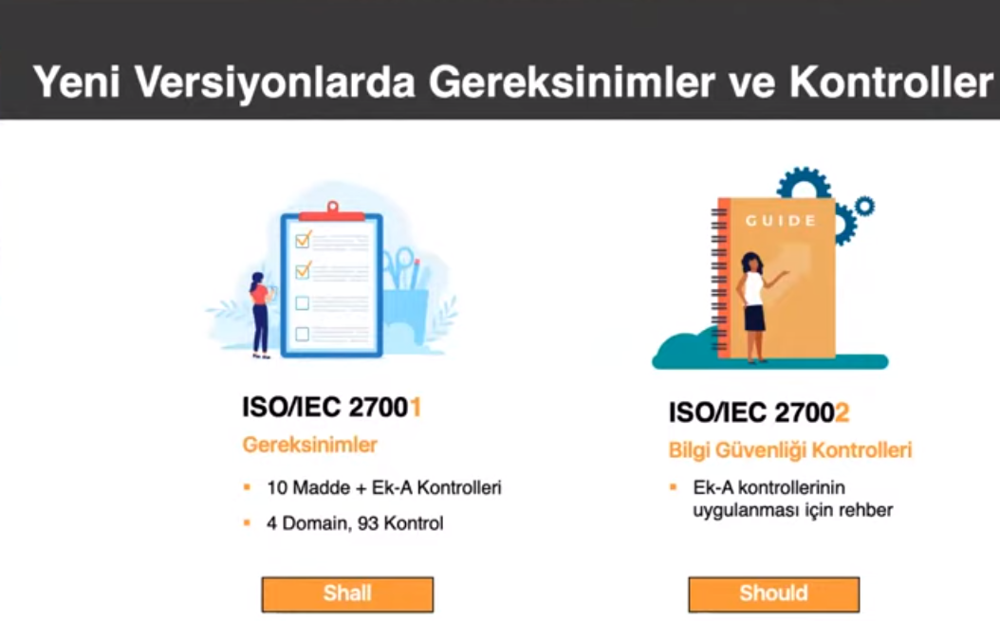 Yeni Versiyonlarda Gereksinimler ve Kontroller
GUIDE
ISO/IEC 27001
Gereksinimler
10 Madde + Ek-A Kontrolleri
4 Domain, 93 Kontrol
Shall
ISO/IEC 27002
Bilgi Güvenliği Kontrolleri
Ek-A kontrollerinin
uygulanması için rehber
Should